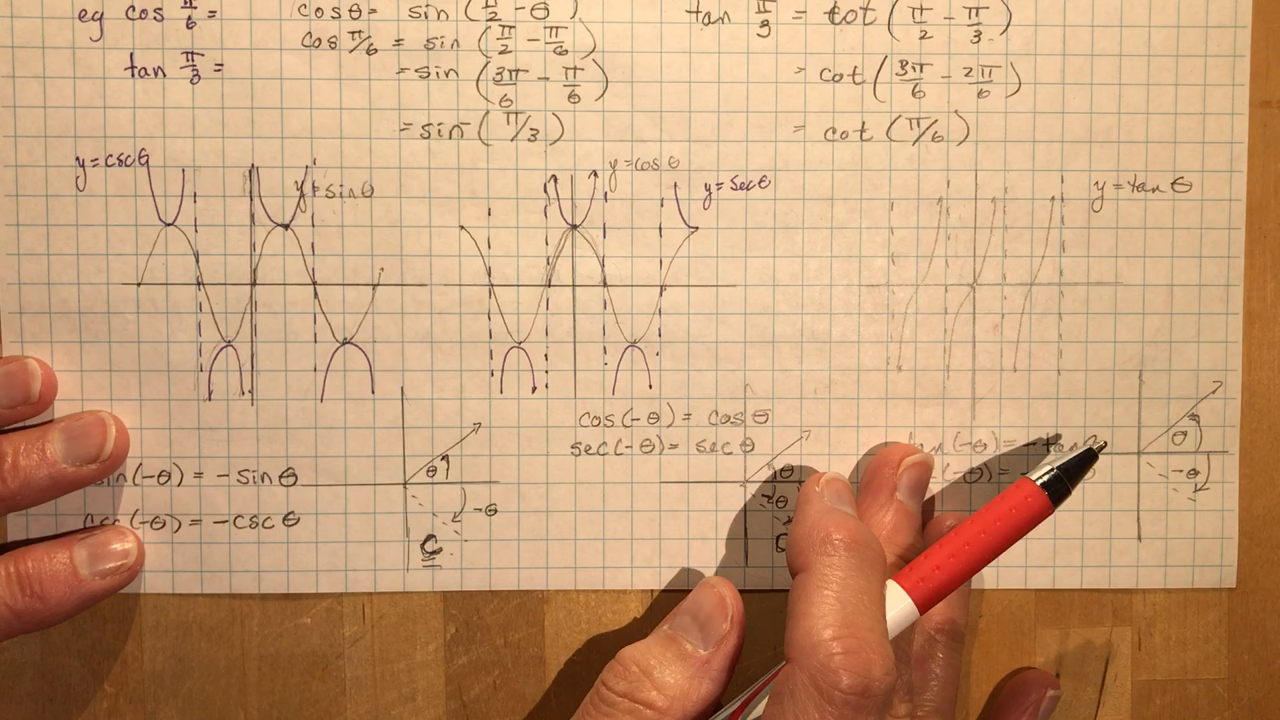 eg cos π/6 =
cos θ = sin (π/2 - θ)
cos π/6 = sin (π/2 - π/6)
= sin (3π/6 - π/6)
= sin (π/3)
tan π/3 =
tan π/3 = cot (π/2 - π/3)
= cot (3π/6 - 2π/6)
= cot (π/6)
y = csc θ
y = sin θ
y = cos θ
y = sec θ
y = tan θ
(-θ) = - sin θ
(-θ) = - csc θ
θ
-θ
C
cos (-θ) = cos θ
sec (-θ) = sec θ
θ
-θ
(-θ) = - tan
(-θ) = -
θ
-θ